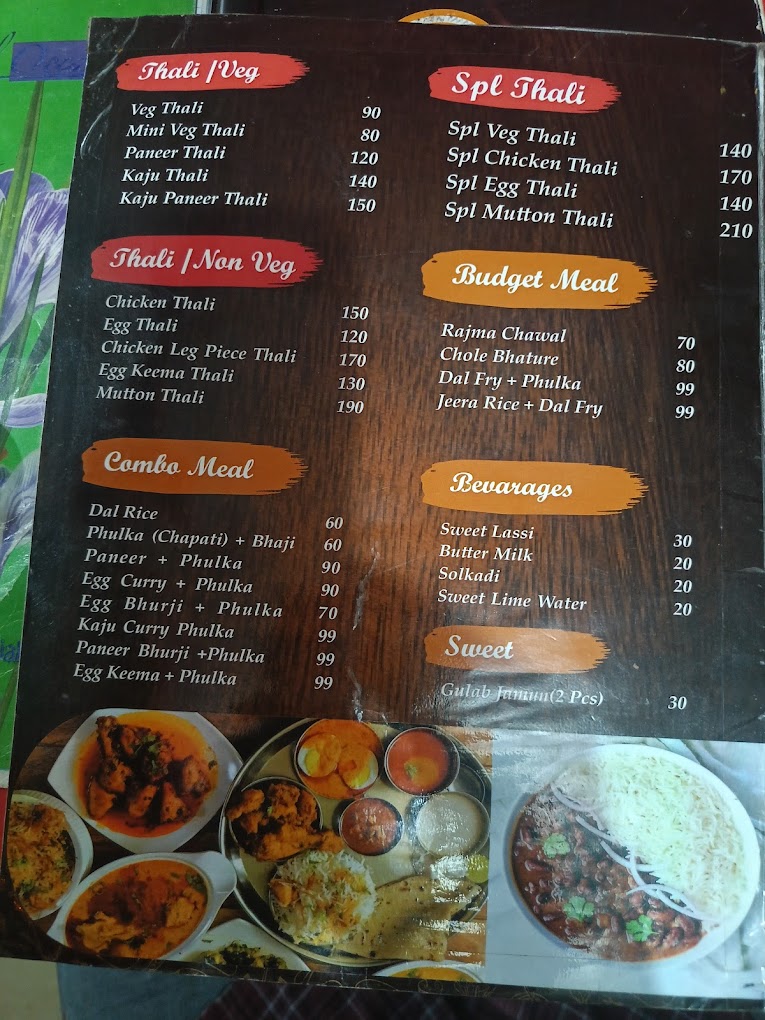 Thali /Veg
Veg Thali 90
Mini Veg Thali 80
Paneer Thali 120
Kaju Thali 140
Kaju Paneer Thali 150
Thali /Non Veg
Chicken Thali 150
Egg Thali 120
Chicken Leg Piece Thali 170
Egg Keema Thali 130
Mutton Thali 190
Combo Meal
Dal Rice 60
Phulka (Chapati) + Bhaji 60
Paneer + Phulka 90
Egg Curry + Phulka 90
Egg Bhurji + Phulka 70
Kaju Curry Phulka 99
Paneer Bhurji +Phulka 99
Egg Keema + Phulka 99
Spl Thali
Spl Veg Thali 140
Spl Chicken Thali 170
Spl Egg Thali 140
Spl Mutton Thali 210
Budget Meal
Rajma Chawal 70
Chole Bhature 80
Dal Fry + Phulka 99
Jeera Rice + Dal Fry 99
Bevarages
Sweet Lassi 30
Butter Milk 20
Solkadi 20
Sweet Lime Water 20
Sweet
Gulab Jamun(2 Pcs) 30